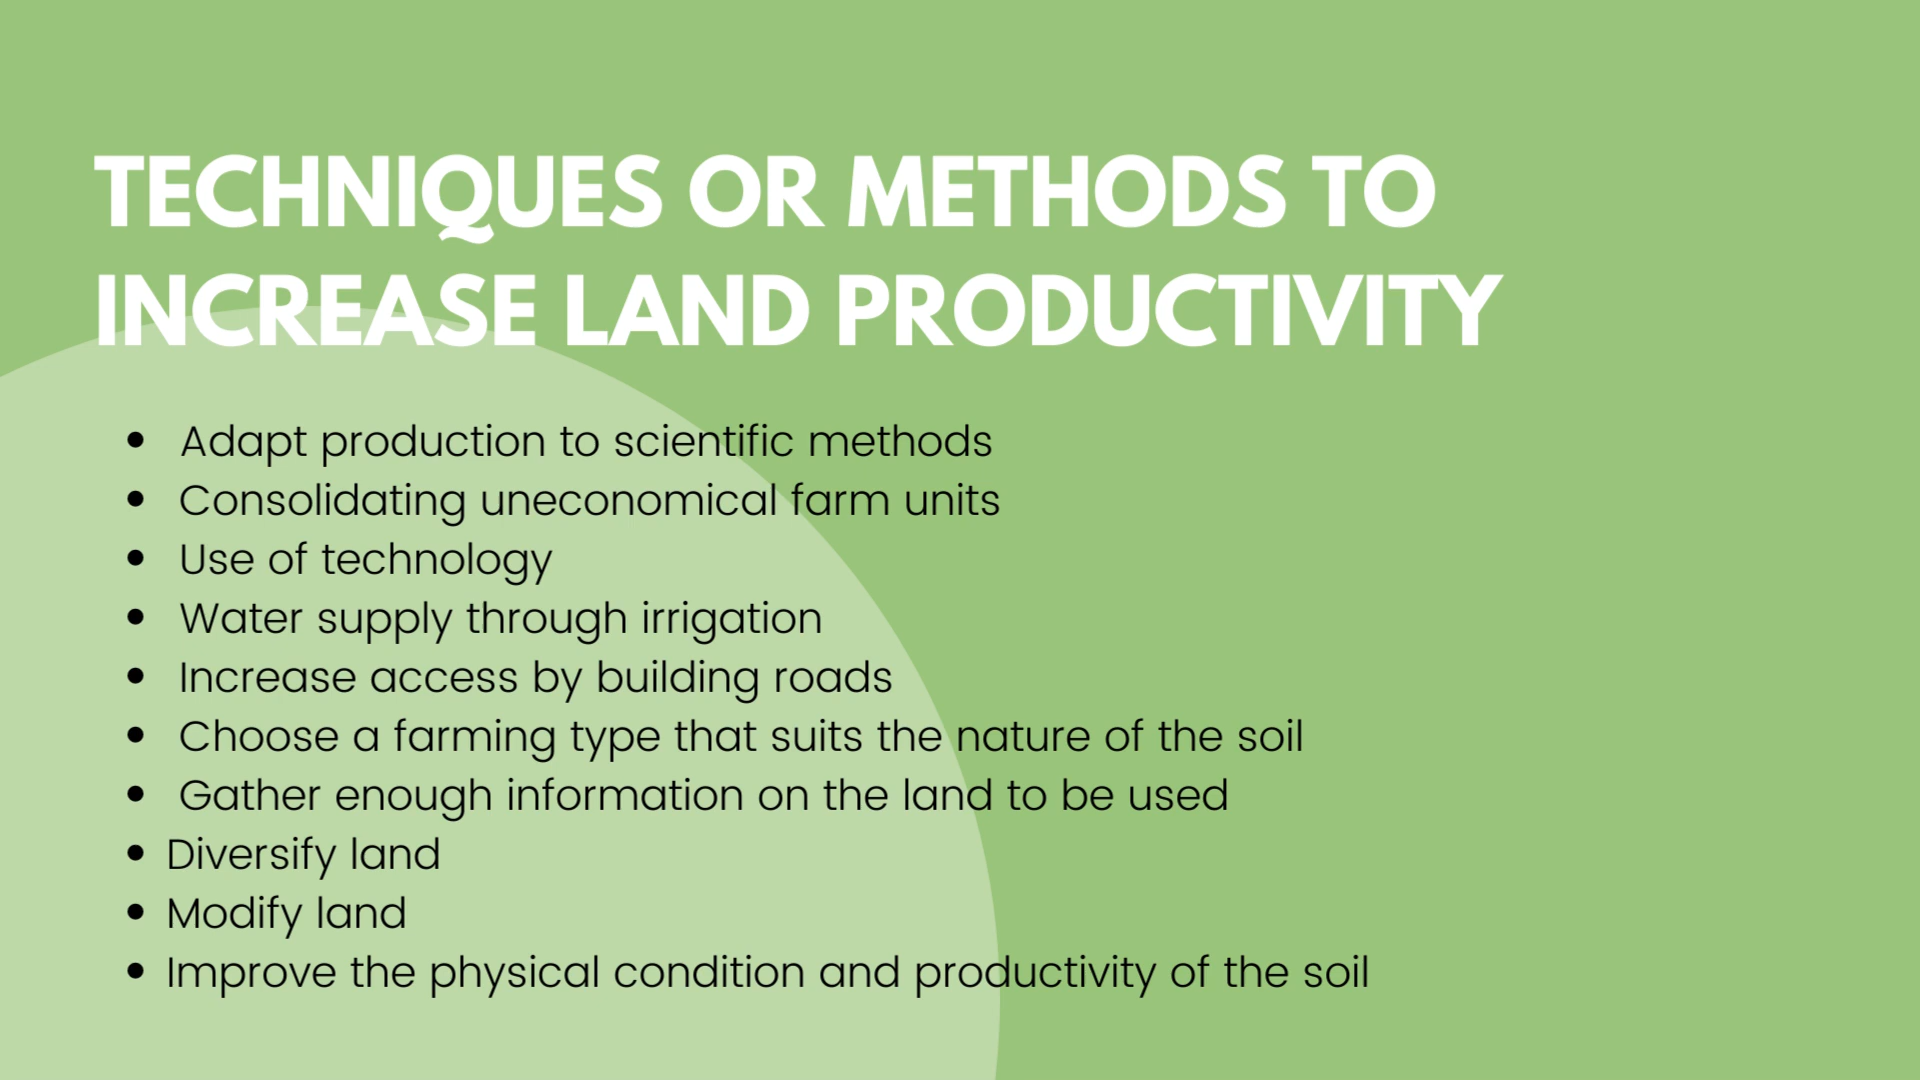 TECHNIQUES OR METHODS TO
INCREASE LAND PRODUCTIVITY
• Adapt production to scientific methods
• Consolidating uneconomical farm units
• Use of technology
• Water supply through irrigation
• Increase access by building roads
• Choose a farming type that suits the nature of the soil
• Gather enough information on the land to be used
• Diversify land
• Modify land
• Improve the physical condition and productivity of the soil